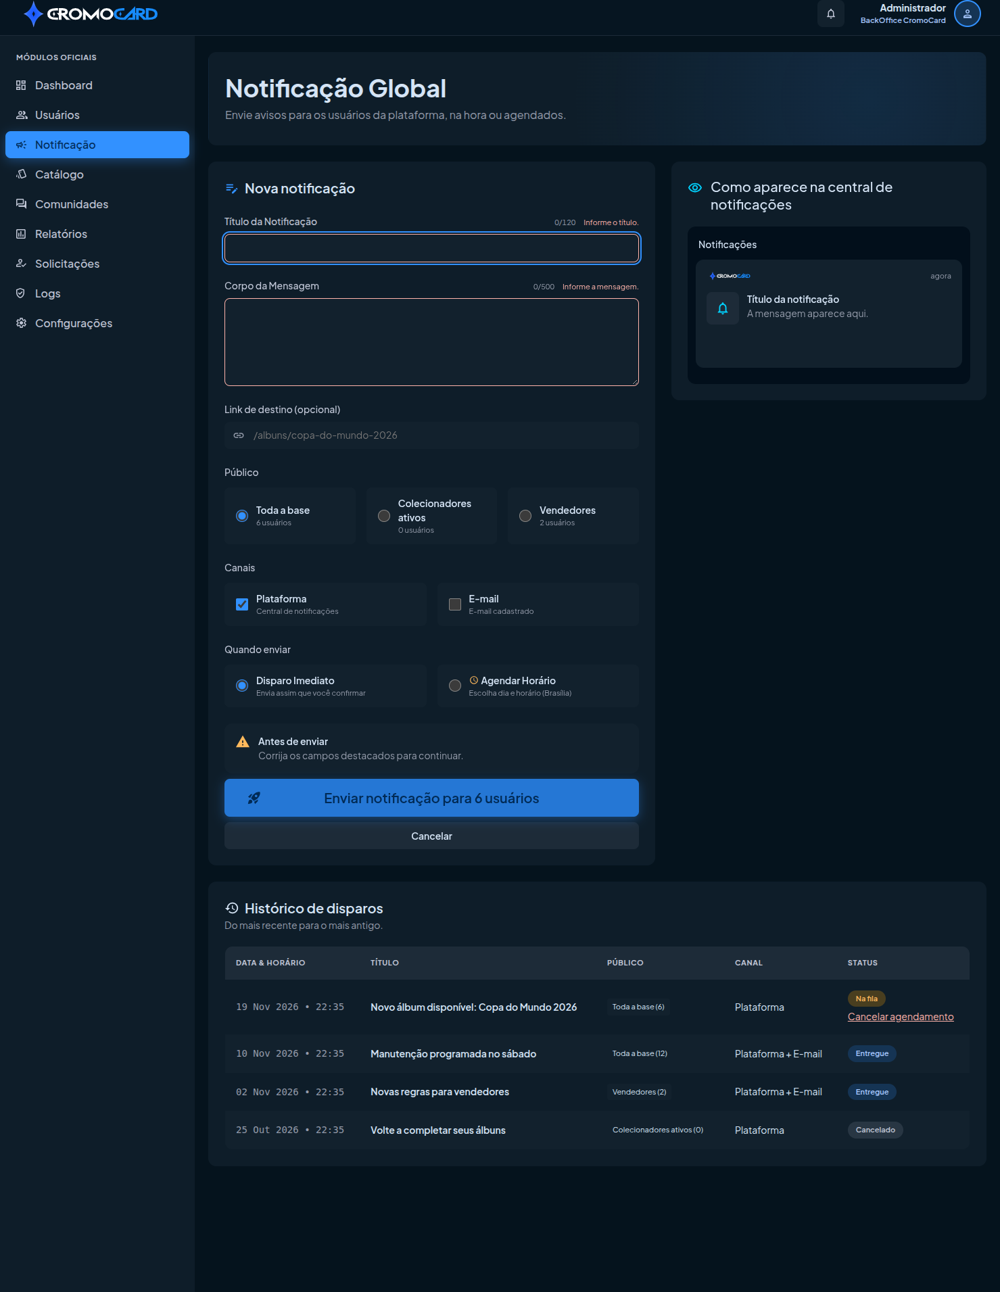 CROMOCARD
Administrador
BackOffice CromoCard
MÓDULOS OFICIAIS
Dashboard
Usuários
Notificação
Catálogo
Comunidades
Relatórios
Solicitações
Logs
Configurações
Notificação Global
Envie avisos para os usuários da plataforma, na hora ou agendados.
Nova notificação
Título da Notificação 0/120 Informe o título.
Corpo da Mensagem 0/500 Informe a mensagem.
Link de destino (opcional)
/albuns/copa-do-mundo-2026
Público
Toda a base
6 usuários
Colecionadores
ativos
0 usuários
Vendedores
2 usuários
Canais
Plataforma
Central de notificações
E-mail
E-mail cadastrado
Quando enviar
Disparo Imediato
Envia assim que você confirmar
Agendar Horário
Escolha dia e horário (Brasília)
Antes de enviar
Corrija os campos destacados para continuar.
Enviar notificação para 6 usuários
Cancelar
Como aparece na central de
notificações
Notificações
CROMOCARD agora
Título da notificação
A mensagem aparece aqui.
Histórico de disparos
Do mais recente para o mais antigo.
DATA & HORÁRIO TÍTULO PÚBLICO CANAL STATUS
19 Nov 2026 • 22:35 Novo álbum disponível: Copa do Mundo 2026 Toda a base (6) Plataforma Na fila
Cancelar agendamento
10 Nov 2026 • 22:35 Manutenção programada no sábado Toda a base (12) Plataforma + E-mail Entregue
02 Nov 2026 • 22:35 Novas regras para vendedores Vendedores (2) Plataforma + E-mail Entregue
25 Out 2026 • 22:35 Volte a completar seus álbuns Colecionadores ativos (0) Plataforma Cancelado